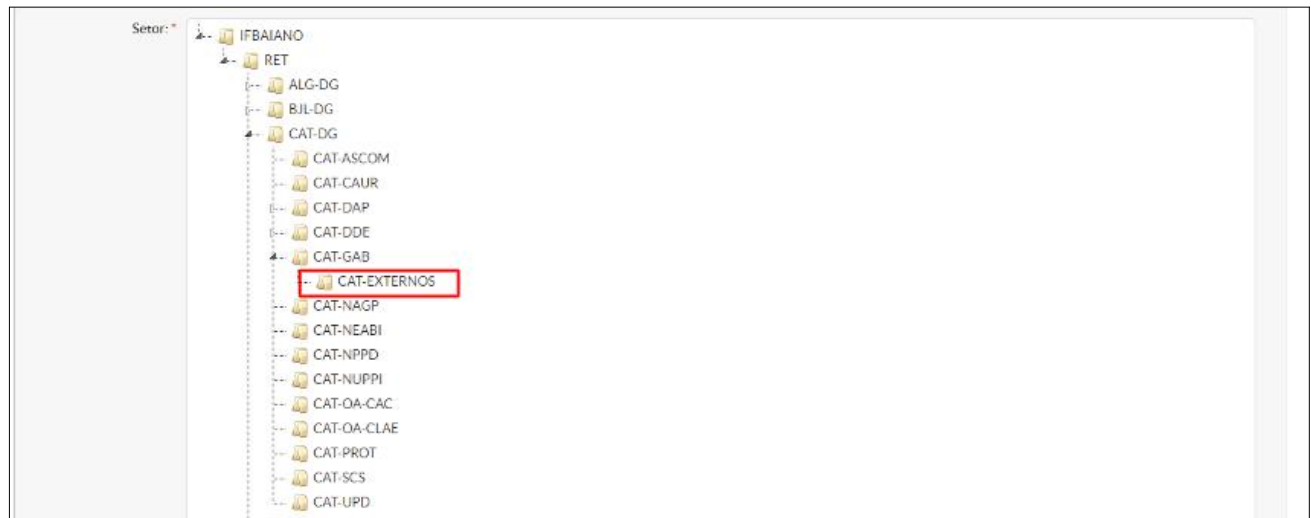 Setor: *
IFBAIANO
RET
ALG-DG
BJL-DG
CAT-DG
CAT-ASCOM
CAT-CAUR
CAT-DAP
CAT-DDE
CAT-GAB
CAT-EXTERNOS
CAT-NAGP
CAT-NEABI
CAT-NPPD
CAT-NUPPI
CAT-OA-CAC
CAT-OA-CLAE
CAT-PROT
CAT-SCS
CAT-UPD